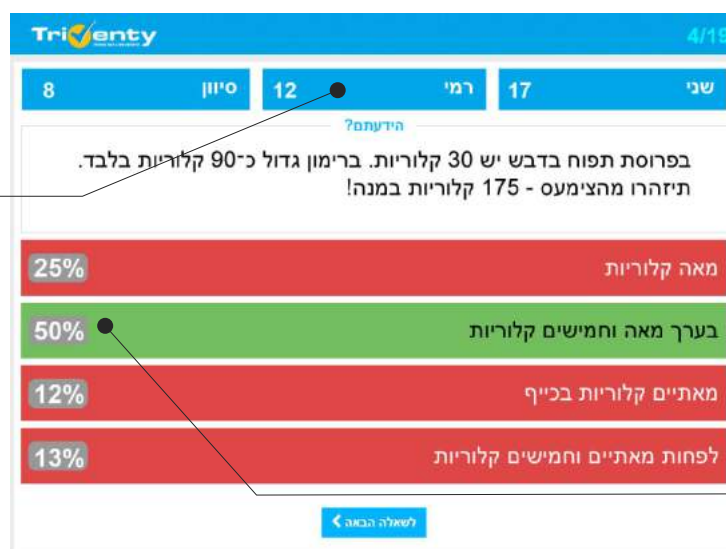 Triventy
4/19
שני 17
רמי 12
סיוון 8
הידעתם?
בפרוסת תפוח בדבש יש 30 קלוריות. ברימון גדול כ־90 קלוריות בלבד.
תיזהרו מהצימעס - 175 קלוריות במנה!
מאה קלוריות 25%
בערך מאה וחמישים קלוריות 50%
מאתיים קלוריות בכייף 12%
לפחות מאתיים וחמישים קלוריות 13%
לשאלה הבאה